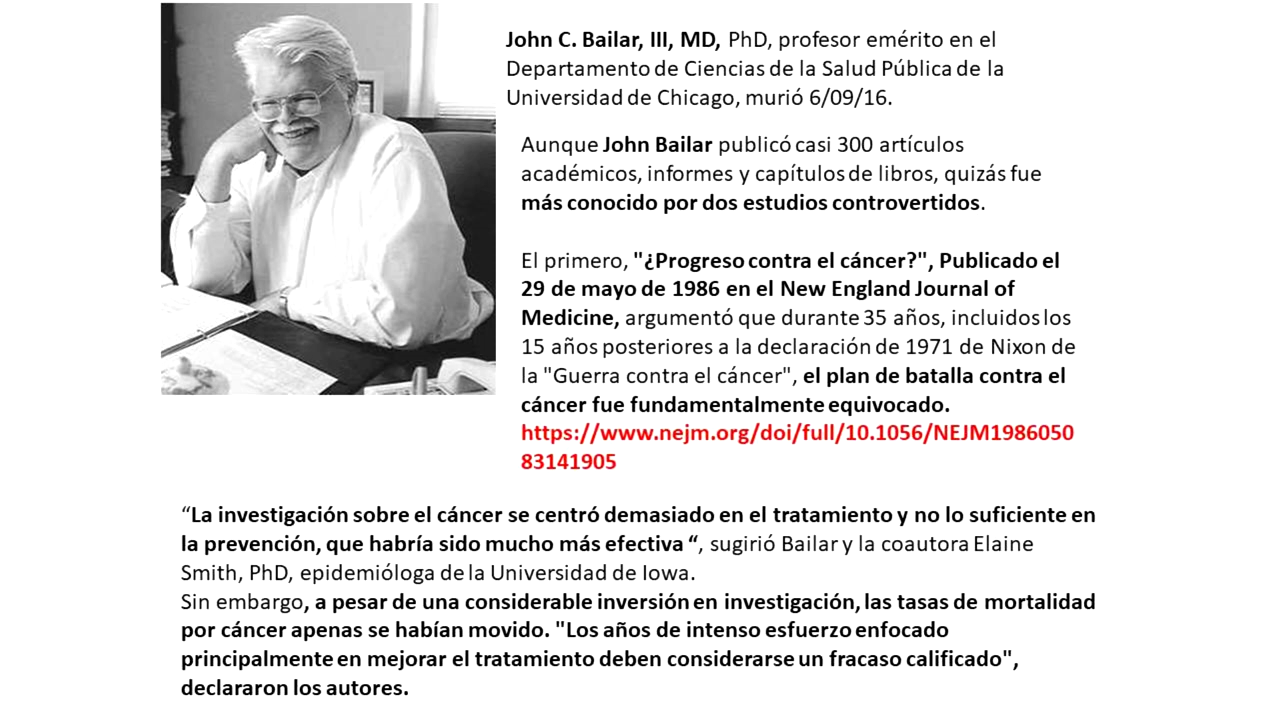 John C. Bailar, III, MD, PhD, profesor emérito en el
Departamento de Ciencias de la Salud Pública de la
Universidad de Chicago, murió 6/09/16.
Aunque John Bailar publicó casi 300 artículos
académicos, informes y capítulos de libros, quizás fue
más conocido por dos estudios controvertidos.
El primero, "¿Progreso contra el cáncer?", Publicado el
29 de mayo de 1986 en el New England Journal of
Medicine, argumentó que durante 35 años, incluidos los
15 años posteriores a la declaración de 1971 de Nixon de
la "Guerra contra el cáncer", el plan de batalla contra el
cáncer fue fundamentalmente equivocado.
https://www.nejm.org/doi/full/10.1056/NEJM1986050
83141905
“La investigación sobre el cáncer se centró demasiado en el tratamiento y no lo suficiente en
la prevención, que habría sido mucho más efectiva “, sugirió Bailar y la coautora Elaine
Smith, PhD, epidemióloga de la Universidad de Iowa.
Sin embargo, a pesar de una considerable inversión en investigación, las tasas de mortalidad
por cáncer apenas se habían movido. "Los años de intenso esfuerzo enfocado
principalmente en mejorar el tratamiento deben considerarse un fracaso calificado",
declararon los autores.